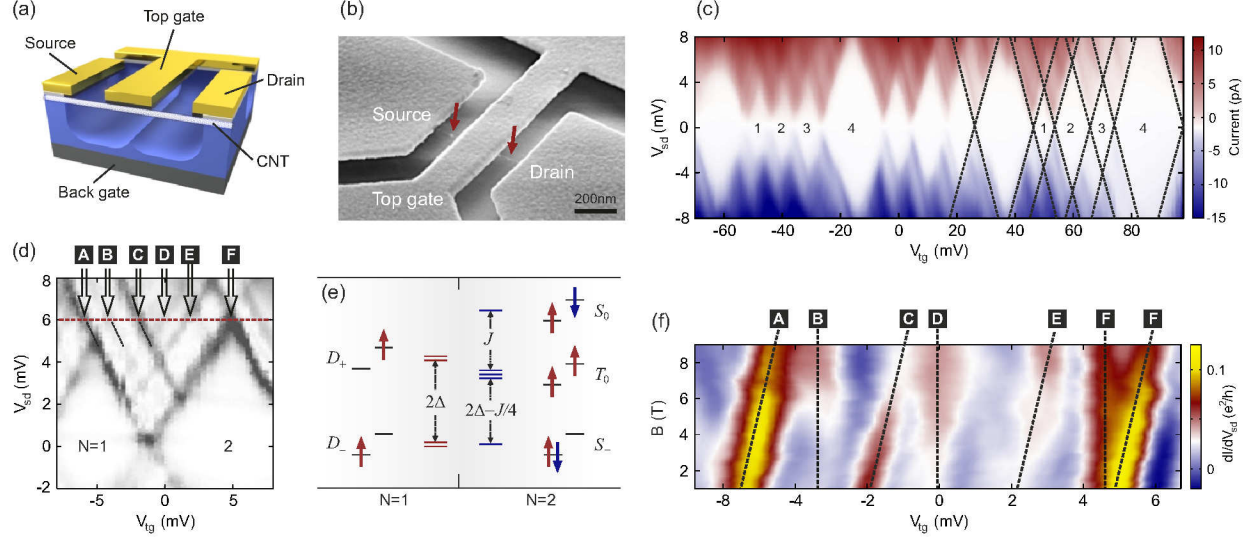 (a)
Top gate
Source
Drain
CNT
Back gate
(b)
Source
Drain
Top gate
200nm
(c)
8
4
0
-4
-8
V_sd (mV)
1 2 3 4 1 2 3 4
-60 -40 -20 0 20 40 60 80
V_tg (mV)
10
5
0
-5
-10
-15
Current (pA)
(d)
A B C D E F
8
6
4
2
0
-2
V_sd (mV)
N=1 2
-5 0 5
V_tg (mV)
(e)
D_+
D_−
2Δ
J
2Δ−J/4
S_0
T_0
S_−
N=1 N=2
(f)
A B C D E F F
8
6
4
2
B (T)
-8 -6 -4 -2 0 2 4 6
V_tg (mV)
0.1
0
dI/dV_sd (e²/h)